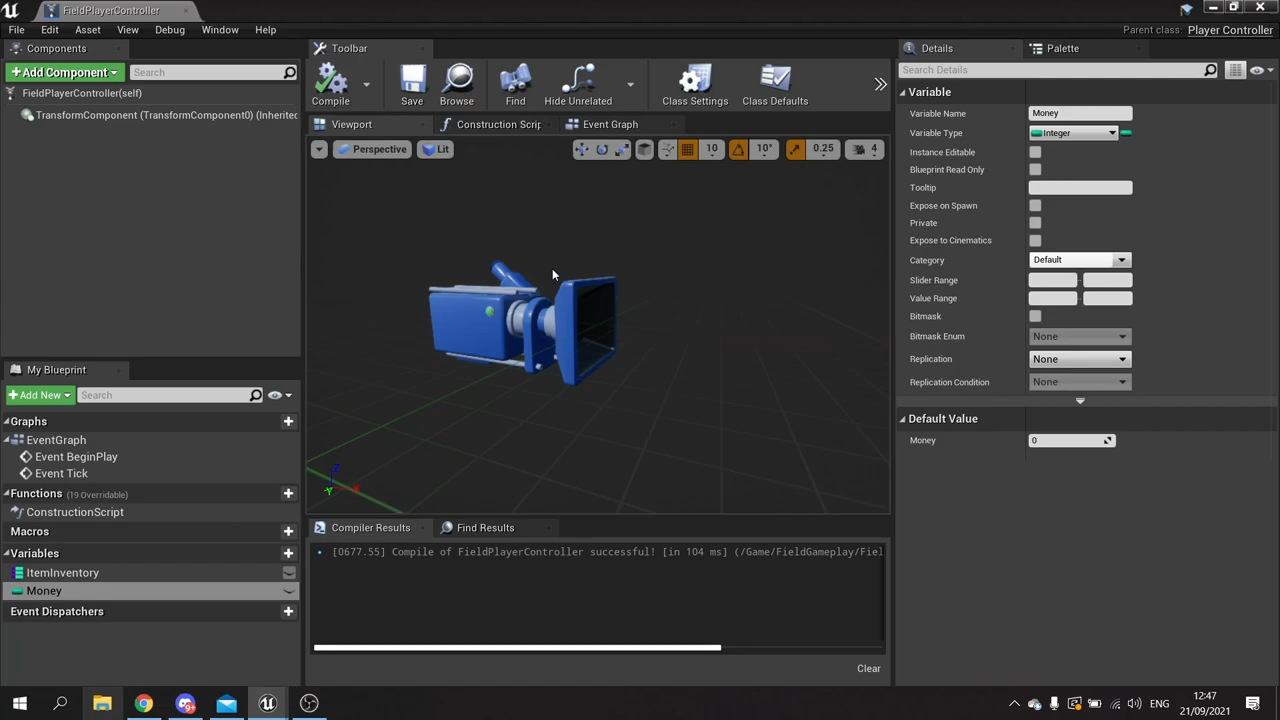 FieldPlayerController
File Edit Asset View Debug Window Help
Parent class: Player Controller
Components
Toolbar
Details
Palette
Add Component
Search
Compile
Save
Browse
Find
Hide Unrelated
Class Settings
Class Defaults
Search Details
FieldPlayerController(self)
TransformComponent (TransformComponent0) (Inherited
Viewport
Construction Scrip
Event Graph
Perspective
Lit
10
10°
0.25
4
Variable
Variable Name
Money
Variable Type
Integer
Instance Editable
Blueprint Read Only
Tooltip
Expose on Spawn
Private
Expose to Cinematics
Category
Default
Slider Range
Value Range
Bitmask
Bitmask Enum
None
Replication
None
Replication Condition
None
Default Value
Money
0
My Blueprint
Add New
Search
Graphs
EventGraph
Event BeginPlay
Event Tick
Functions (19 Overridable)
ConstructionScript
Macros
Variables
ItemInventory
Money
Event Dispatchers
Z
-Y
X
Compiler Results
Find Results
[0677.55] Compile of FieldPlayerController successful! [in 104 ms] (/Game/FieldGameplay/Fiel
Clear
ENG
12:47
21/09/2021